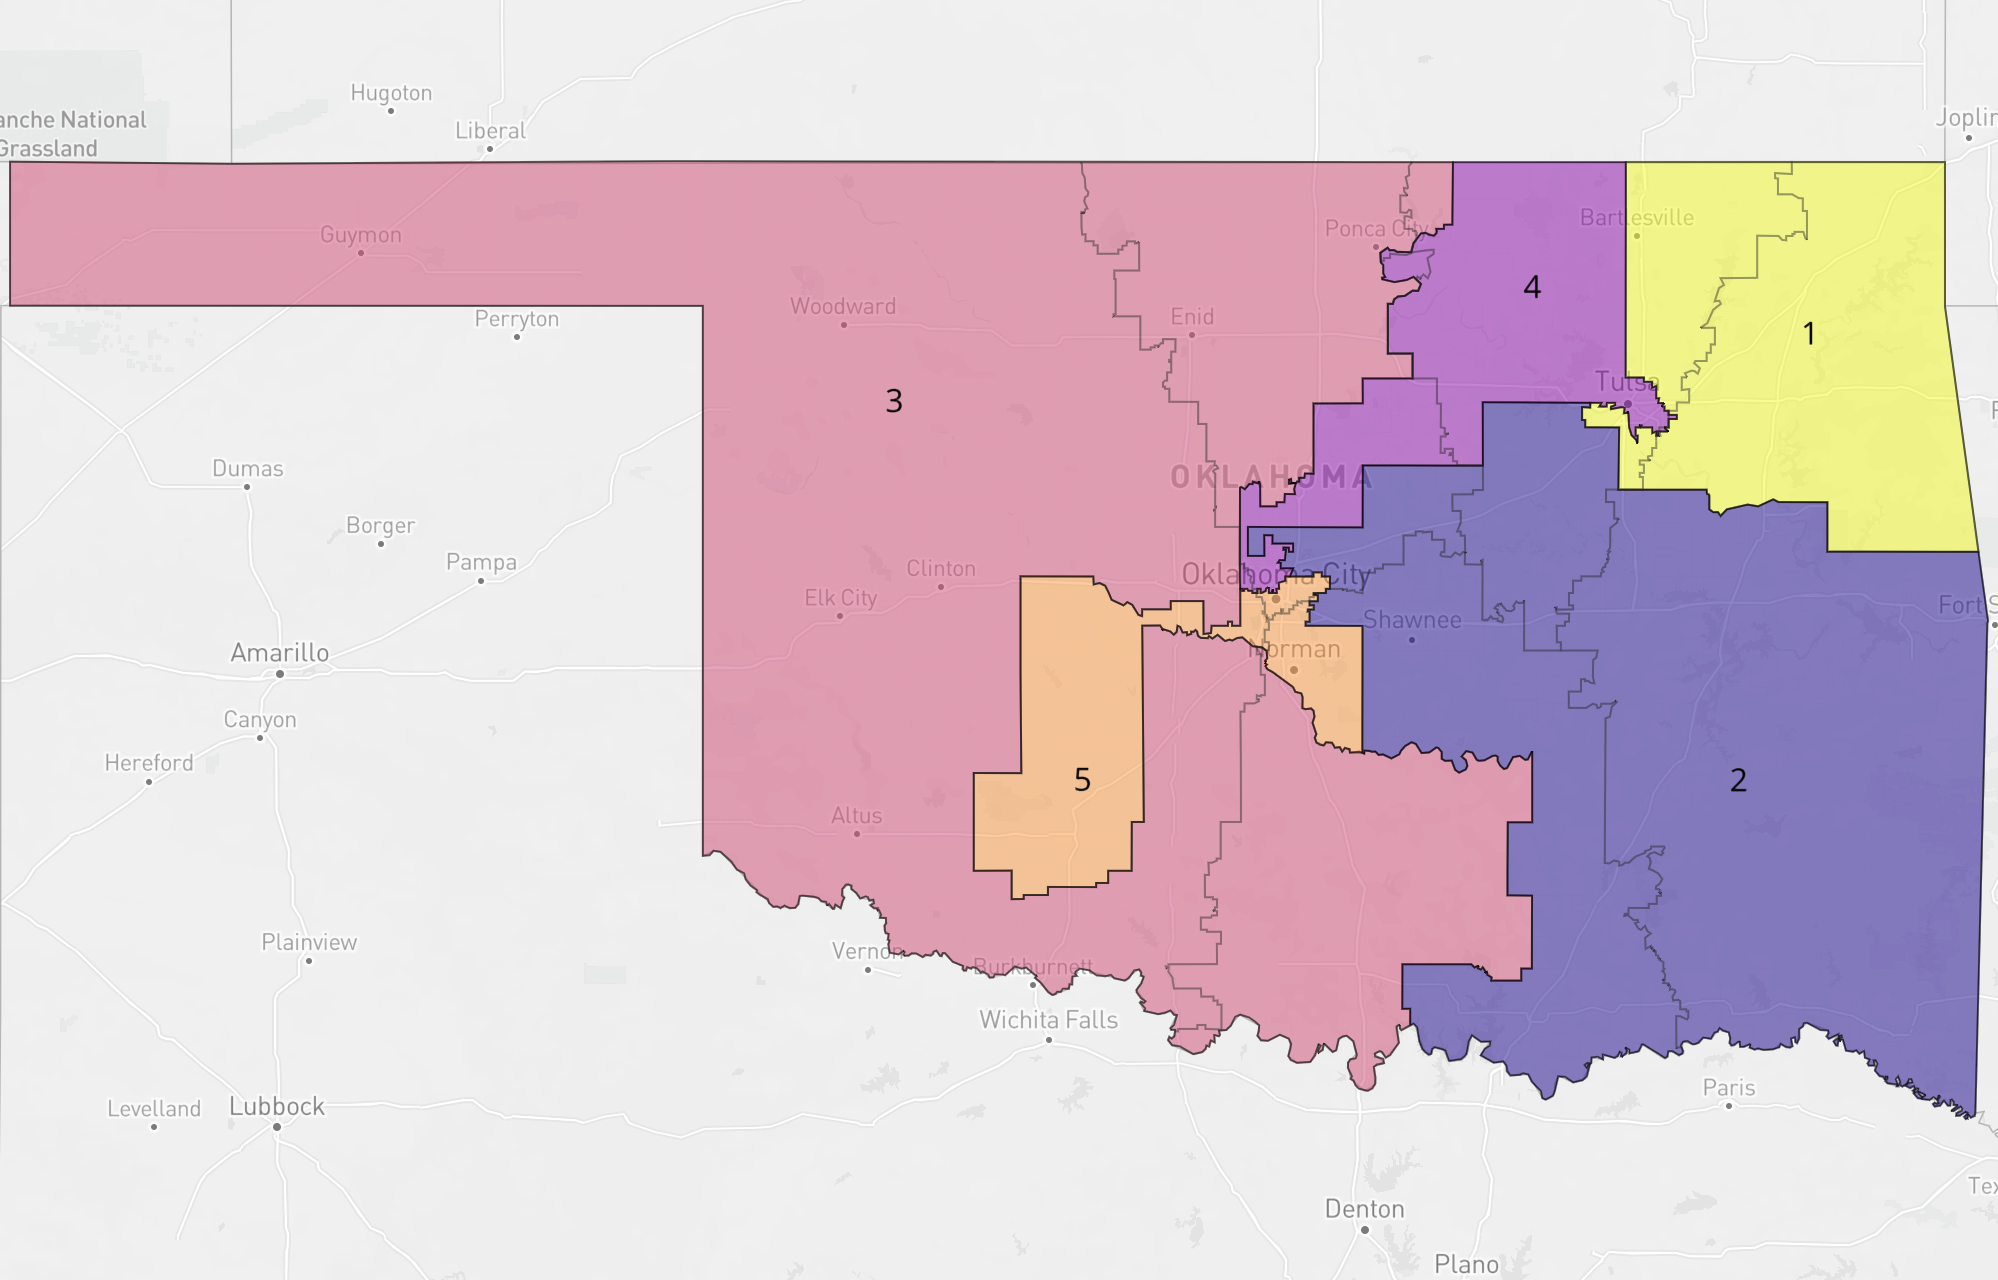 Hugoton
anche National
Grassland
Liberal
Joplin
Guymon
Ponca City
Bartlesville
4
Woodward
Perryton
Enid
1
3
Tulsa
Dumas
OKLAHOMA
Borger
Pampa
Clinton
Oklahoma City
Elk City
Fort S
Shawnee
Amarillo
Norman
Canyon
Hereford
5
2
Altus
Plainview
Vernon
Burkburnett
Wichita Falls
Levelland
Lubbock
Paris
Tex
Denton
Plano